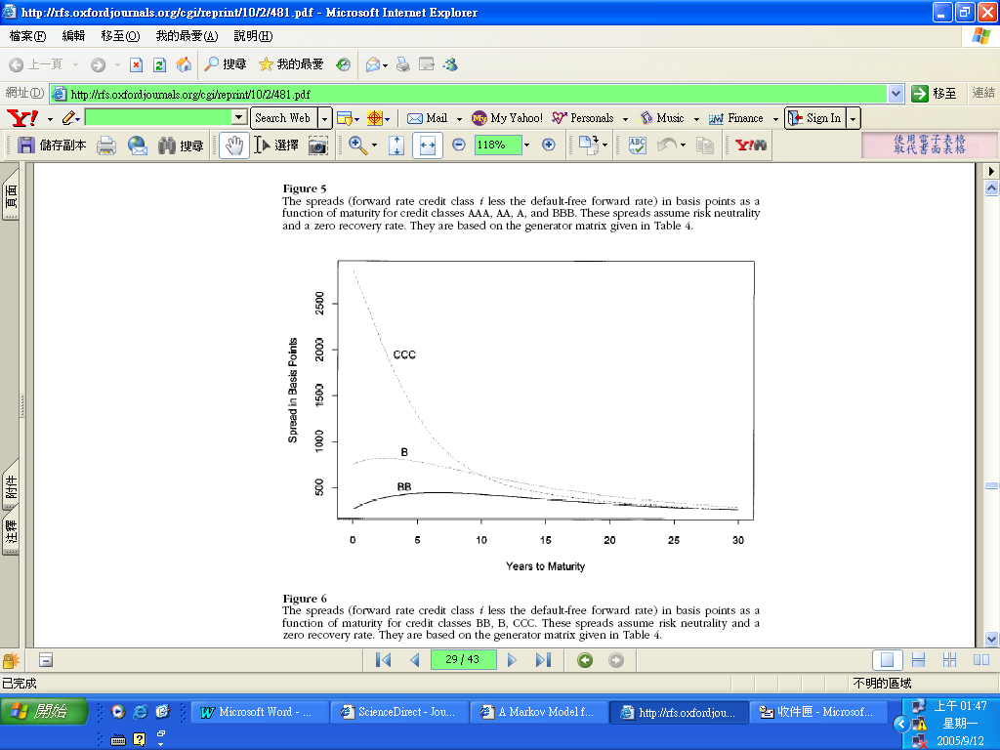 http://rfs.oxfordjournals.org/cgi/reprint/10/2/481.pdf - Microsoft Internet Explorer
檔案(F) 編輯 移至(O) 我的最愛(A) 說明(H)
上一頁 搜尋 我的最愛
網址(D) http://rfs.oxfordjournals.org/cgi/reprint/10/2/481.pdf 移至 連結
Y! Search Web Mail My Yahoo! Personals Music Finance Sign In
儲存副本 搜尋 選擇 118% ABC Y! 使用電子表格
取代書面表格
頁面
附件
注釋
Figure 5
The spreads (forward rate credit class i less the default-free forward rate) in basis points as a
function of maturity for credit classes AAA, AA, A, and BBB. These spreads assume risk neutrality
and a zero recovery rate. They are based on the generator matrix given in Table 4.
Spread in Basis Points
2500
2000
1500
1000
500
CCC
B
BB
0 5 10 15 20 25 30
Years to Maturity
Figure 6
The spreads (forward rate credit class i less the default-free forward rate) in basis points as a
function of maturity for credit classes BB, B, CCC. These spreads assume risk neutrality and a
zero recovery rate. They are based on the generator matrix given in Table 4.
29 / 43
已完成 不明的區域
開始 Microsoft Word - ... ScienceDirect - Jou... A Markov Model f... http://rfs.oxfordjou... 收件匣 - Microsof... 上午 01:47
星期一
2005/9/12